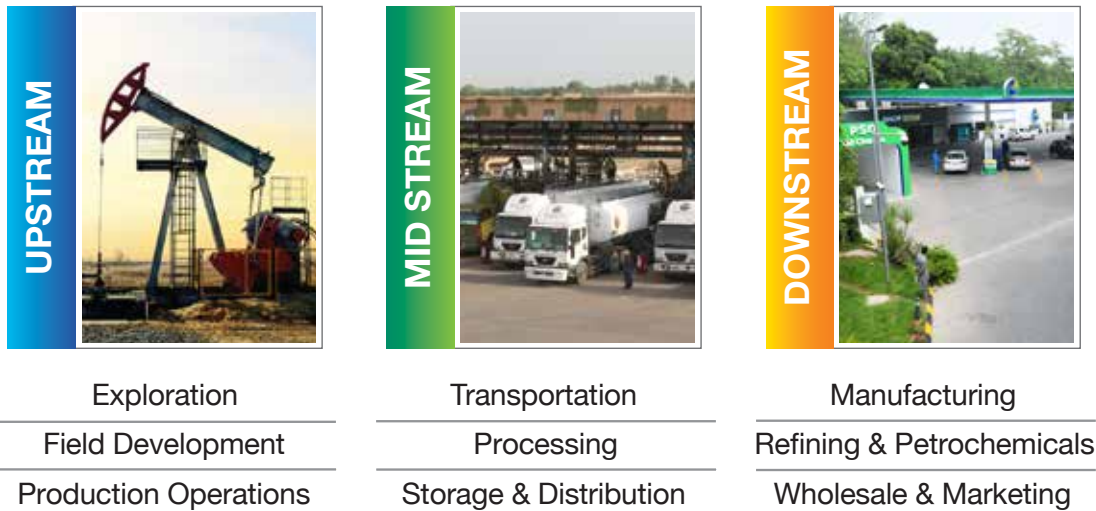 UPSTREAM
Exploration
Field Development
Production Operations
MID STREAM
Transportation
Processing
Storage & Distribution
DOWNSTREAM
PSO
Manufacturing
Refining & Petrochemicals
Wholesale & Marketing